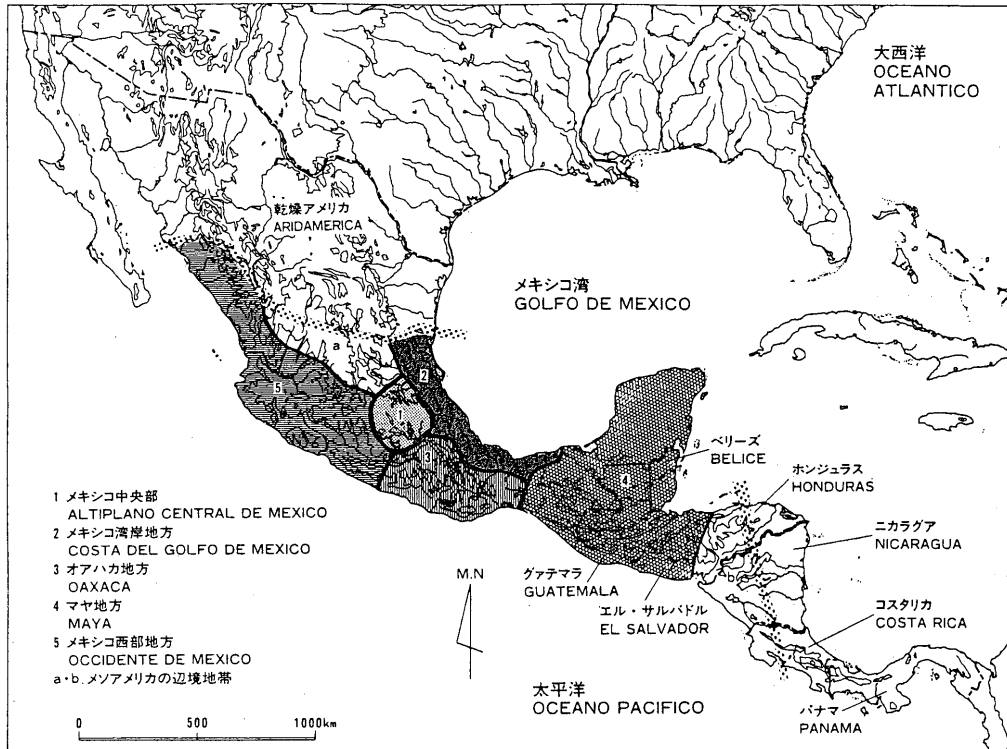 大西洋
OCEANO
ATLANTICO
乾燥アメリカ
ARIDAMERICA
メキシコ湾
GOLFO DE MEXICO
a
2
5
1
3
4
ベリーズ
BELICE
ホンジュラス
HONDURAS
ニカラグア
NICARAGUA
b
グァテマラ
GUATEMALA
エル・サルバドル
EL SALVADOR
コスタリカ
COSTA RICA
パナマ
PANAMA
太平洋
OCEANO PACIFICO
M.N
1 メキシコ中央部
ALTIPLANO CENTRAL DE MEXICO
2 メキシコ湾岸地方
COSTA DEL GOLFO DE MEXICO
3 オアハカ地方
OAXACA
4 マヤ地方
MAYA
5 メキシコ西部地方
OCCIDENTE DE MEXICO
a・b.メソアメリカの辺境地帯
0 500 1000km